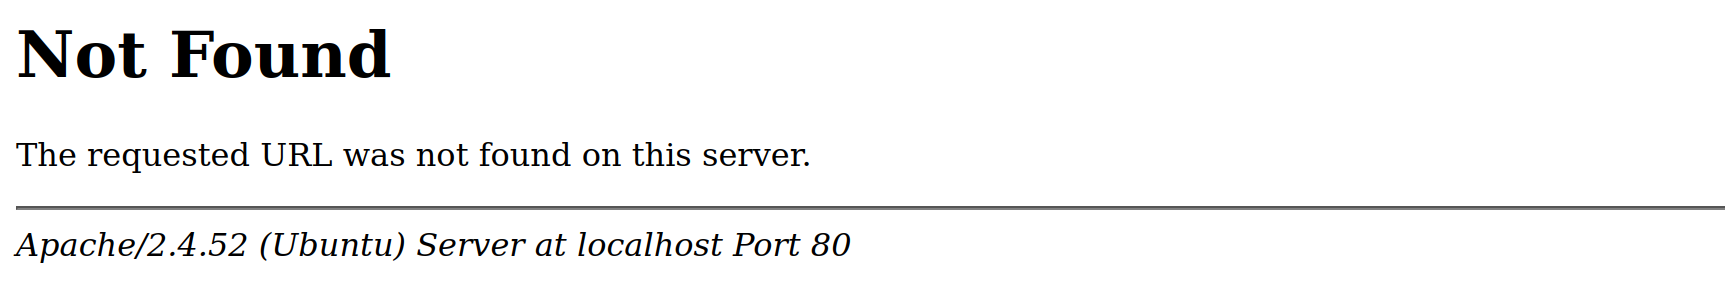 Not Found
The requested URL was not found on this server.
Apache/2.4.52 (Ubuntu) Server at localhost Port 80